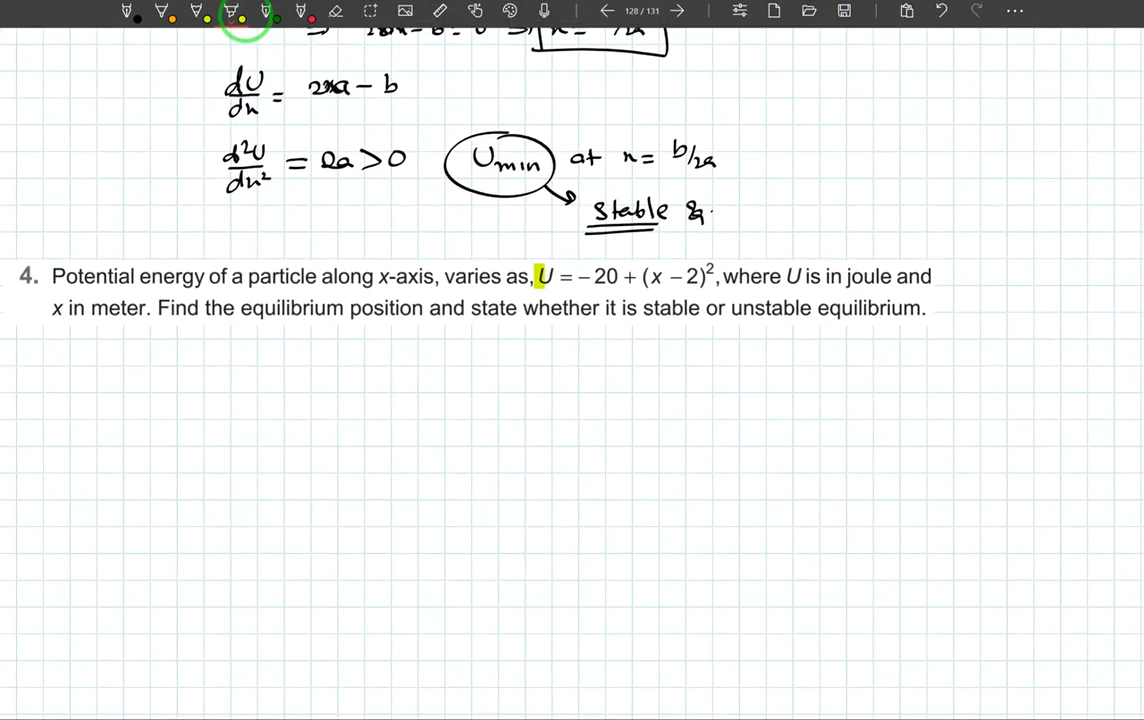 128 / 131
dU/dx = 2xa - b
d²U/dx² = 2a > 0 Umin at x = b/2a
Stable &
4. Potential energy of a particle along x-axis, varies as, U = – 20 + (x – 2)², where U is in joule and
x in meter. Find the equilibrium position and state whether it is stable or unstable equilibrium.